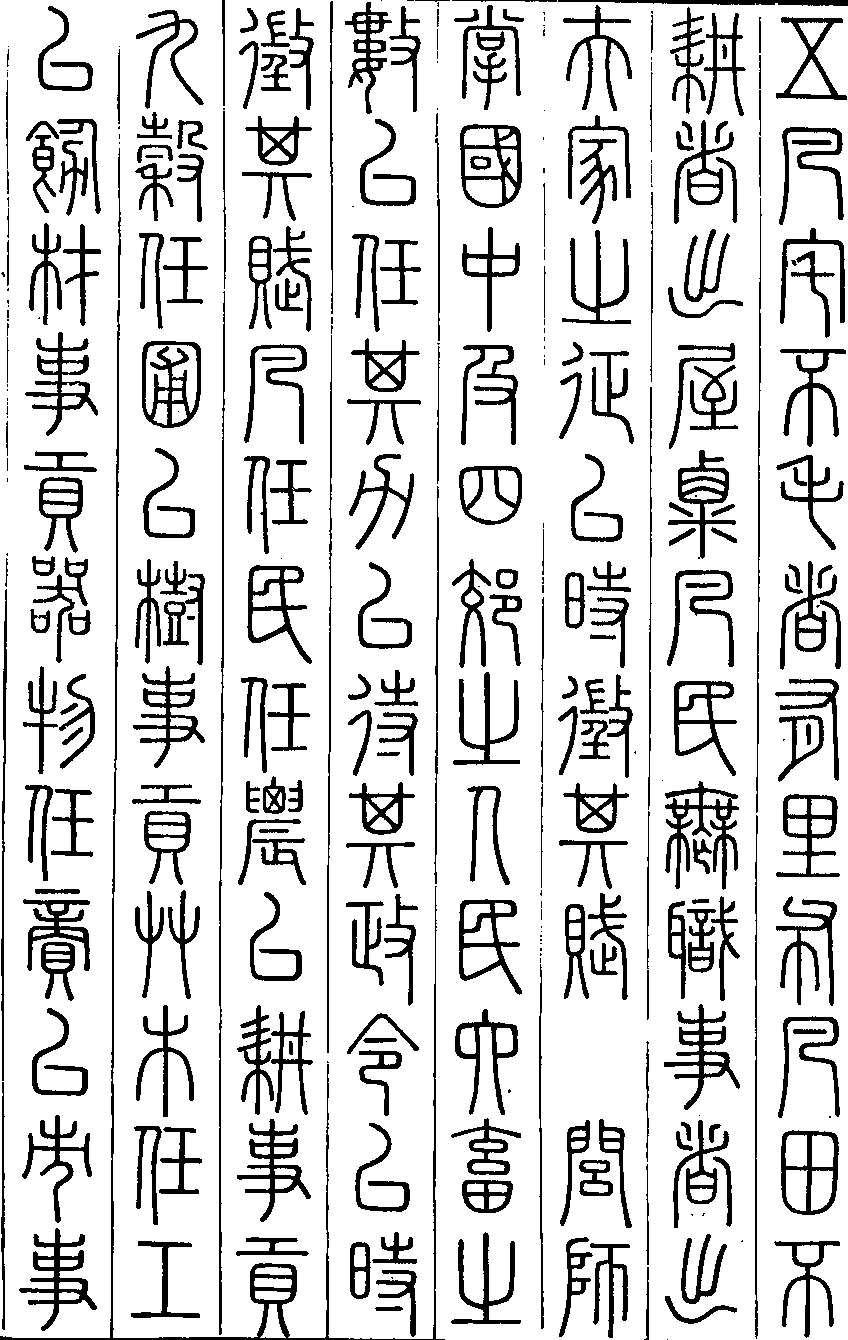 五凡宅不毛者有里布凡田不
耕者出屋粟凡民無職事者出
夫家之征以時徵其賦　閭師
掌國中及四郊之人民六畜之
數以任其力以待其政令以時
徵其賦凡任民任農以耕事貢
九穀任圃以樹事貢艸木任工
以飭材事貢器物任商以市事